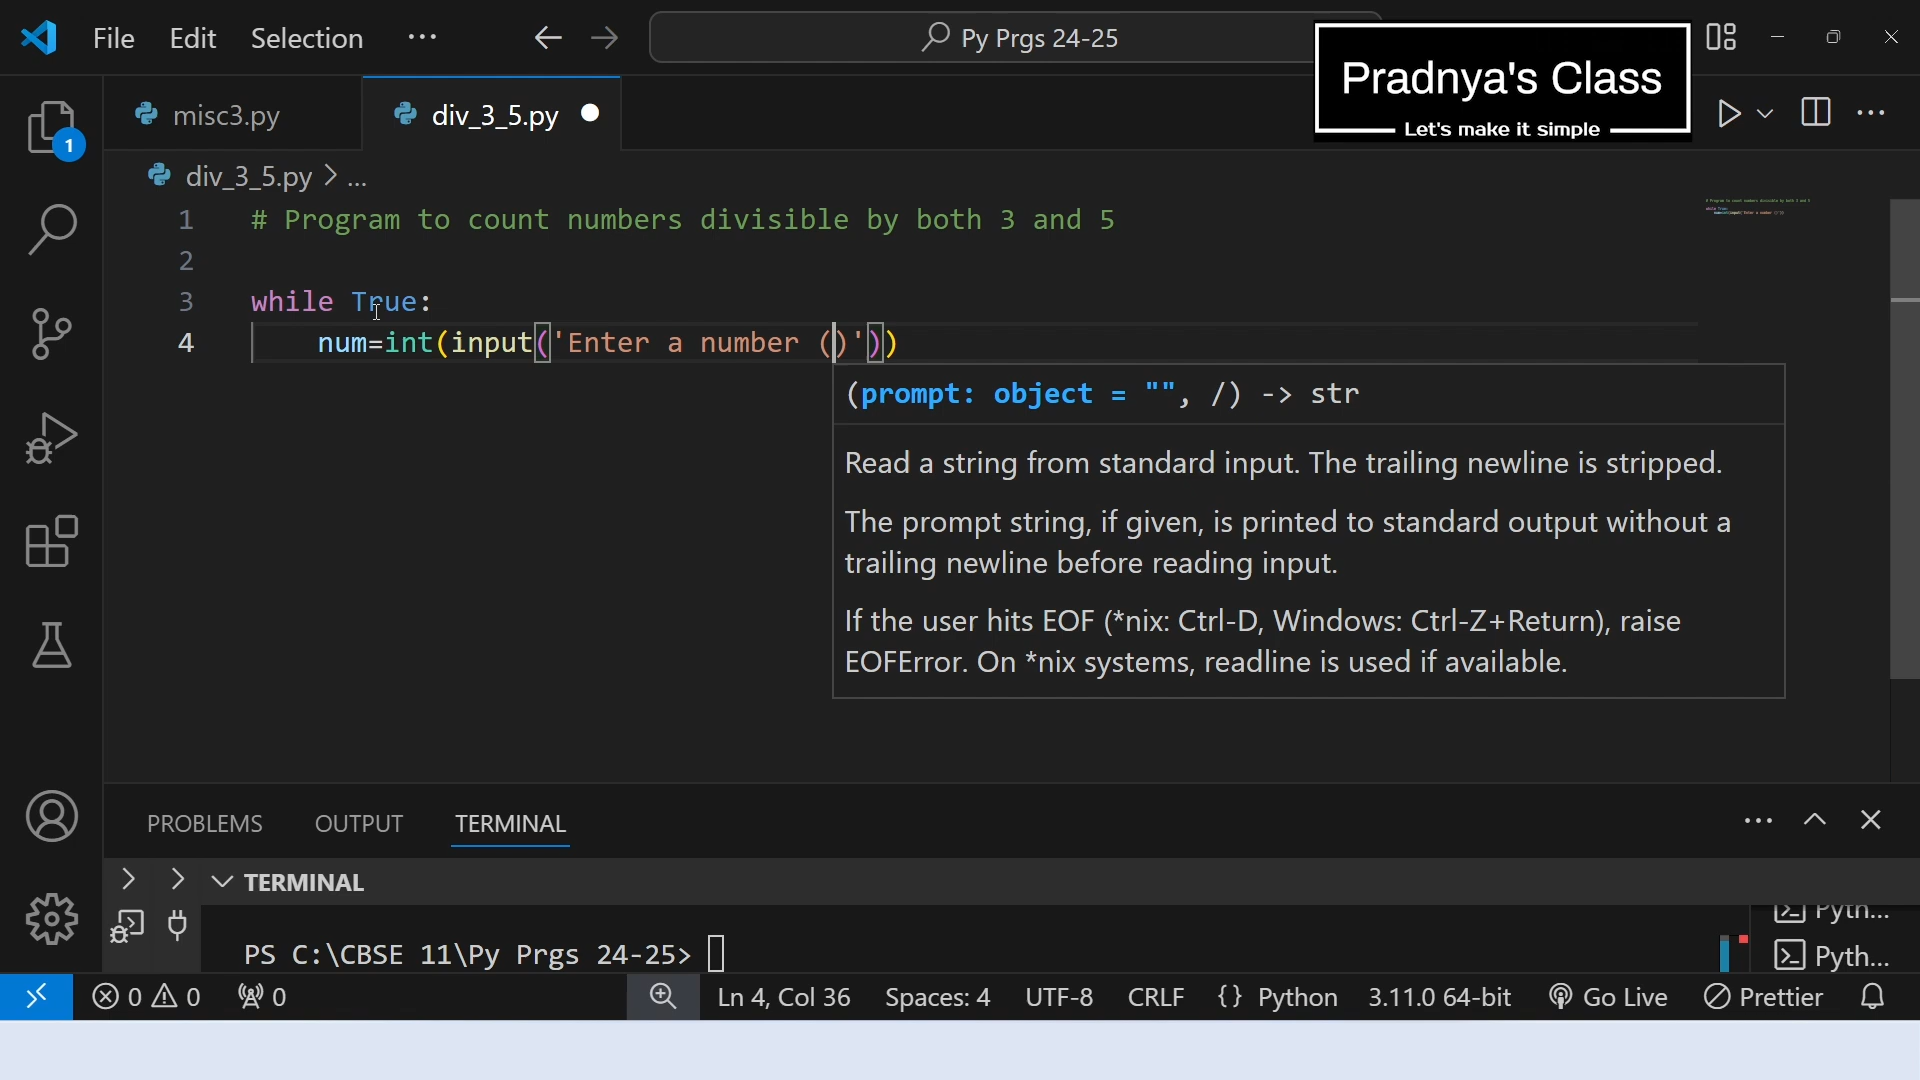 File Edit Selection ... Py Prgs 24-25
Pradnya's Class
Let's make it simple
1
misc3.py div_3_5.py
div_3_5.py > ...
1 # Program to count numbers divisible by both 3 and 5
2
3 while True:
4 num=int(input('Enter a number ()'))
(prompt: object = "", /) -> str
Read a string from standard input. The trailing newline is stripped.
The prompt string, if given, is printed to standard output without a
trailing newline before reading input.
If the user hits EOF (*nix: Ctrl-D, Windows: Ctrl-Z+Return), raise
EOFError. On *nix systems, readline is used if available.
PROBLEMS OUTPUT TERMINAL
TERMINAL
Pyth...
PS C:\CBSE 11\Py Prgs 24-25>
Pyth...
0 0 0 Ln 4, Col 36 Spaces: 4 UTF-8 CRLF {} Python 3.11.0 64-bit Go Live Prettier